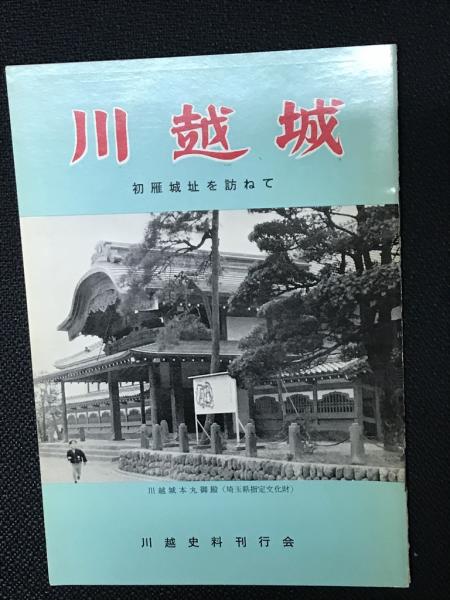 川越城
初雁城址を訪ねて
川越城本丸御殿(埼玉県指定文化財)
川越史料刊行会